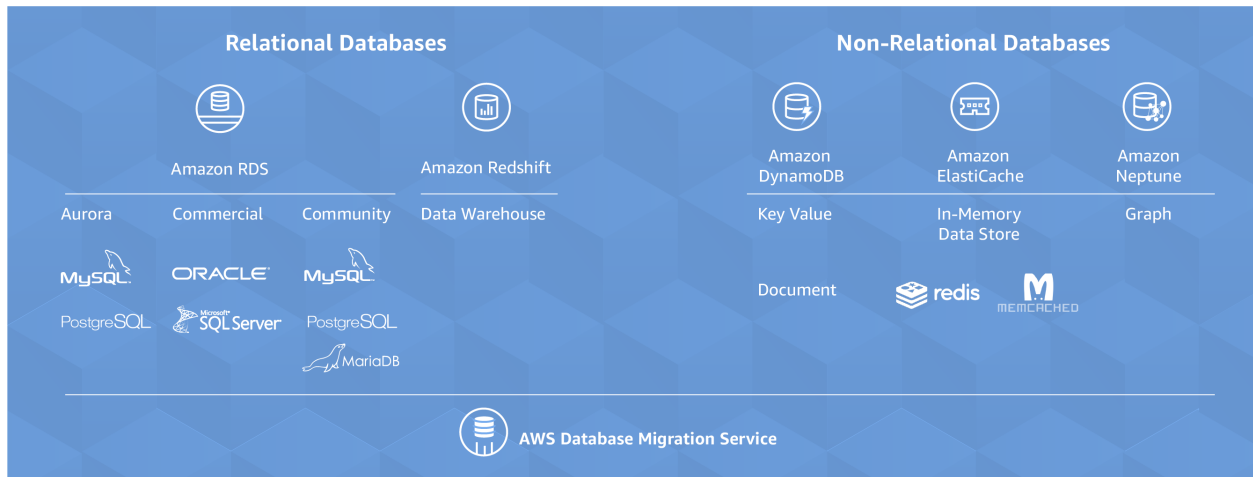 Relational Databases
Non-Relational Databases
Amazon RDS
Amazon Redshift
Amazon
DynamoDB
Amazon
ElastiCache
Amazon
Neptune
Aurora
Commercial
Community
Data Warehouse
Key Value
In-Memory
Data Store
Graph
MySQL™
ORACLE®
MySQL™
Document
redis
MEMCACHED
PostgreSQL
Microsoft®
SQL Server
PostgreSQL
MariaDB
AWS Database Migration Service